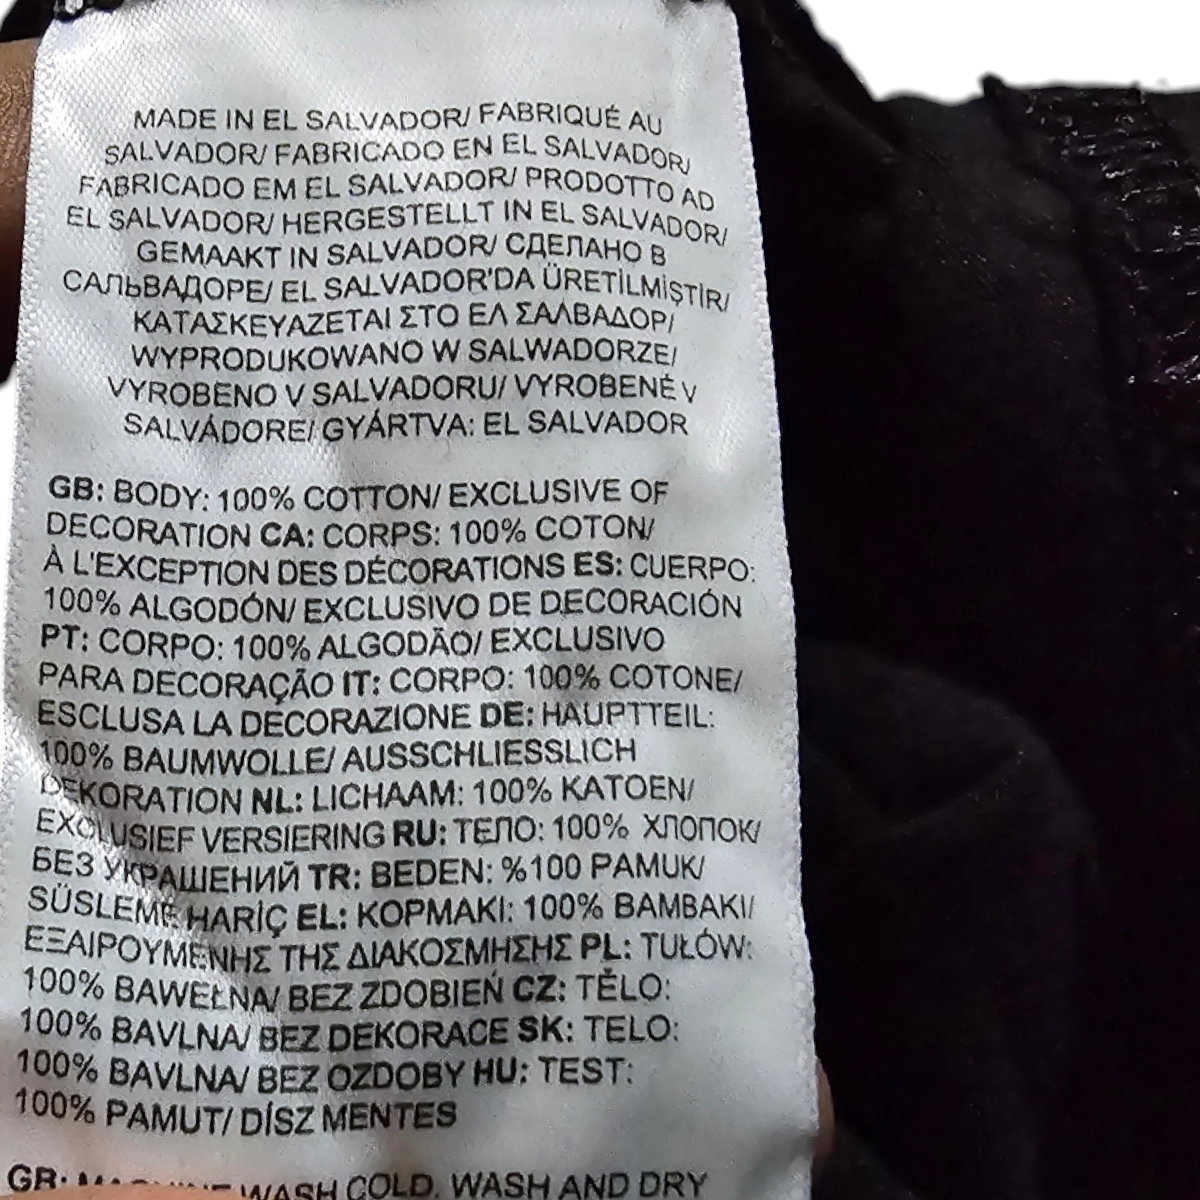 MADE IN EL SALVADOR/ FABRIQUÉ AU
SALVADOR/ FABRICADO EN EL SALVADOR/
FABRICADO EM EL SALVADOR/ PRODOTTO AD
EL SALVADOR/ HERGESTELLT IN EL SALVADOR/
GEMAAKT IN SALVADOR/ СДЕЛАНО В
САЛЬВАДОРЕ/ EL SALVADOR'DA ÜRETİLMİŞTİR/
ΚΑΤΑΣΚΕΥΑΖΕΤΑΙ ΣΤΟ ΕΛ ΣΑΛΒΑΔΟΡ/
WYPRODUKOWANO W SALWADORZE/
VYROBENO V SALVADORU/ VYROBENÉ V
SALVÁDORE/ GYÁRTVA: EL SALVADOR
GB: BODY: 100% COTTON/ EXCLUSIVE OF
DECORATION CA: CORPS: 100% COTON/
À L'EXCEPTION DES DÉCORATIONS ES: CUERPO:
100% ALGODÓN/ EXCLUSIVO DE DECORACIÓN
PT: CORPO: 100% ALGODÃO/ EXCLUSIVO
PARA DECORAÇÃO IT: CORPO: 100% COTONE/
ESCLUSA LA DECORAZIONE DE: HAUPTTEIL:
100% BAUMWOLLE/ AUSSCHLIESSLICH
DEKORATION NL: LICHAAM: 100% KATOEN/
EXCLUSIEF VERSIERING RU: ТЕЛО: 100% ХЛОПОК/
БЕЗ УКРАШЕНИЙ TR: BEDEN: %100 PAMUK/
SÜSLEME HARİÇ EL: ΚΟΡΜΑΚΙ: 100% ΒΑΜΒΑΚΙ/
ΕΞΑΙΡΟΥΜΕΝΗΣ ΤΗΣ ΔΙΑΚΟΣΜΗΣΗΣ PL: TUŁÓW:
100% BAWEŁNA/ BEZ ZDOBIEŃ CZ: TĚLO:
100% BAVLNA/ BEZ DEKORACE SK: TELO:
100% BAVLNA/ BEZ OZDOBY HU: TEST:
100% PAMUT/ DÍSZ MENTES
GB: MACHINE WASH COLD. WASH AND DRY